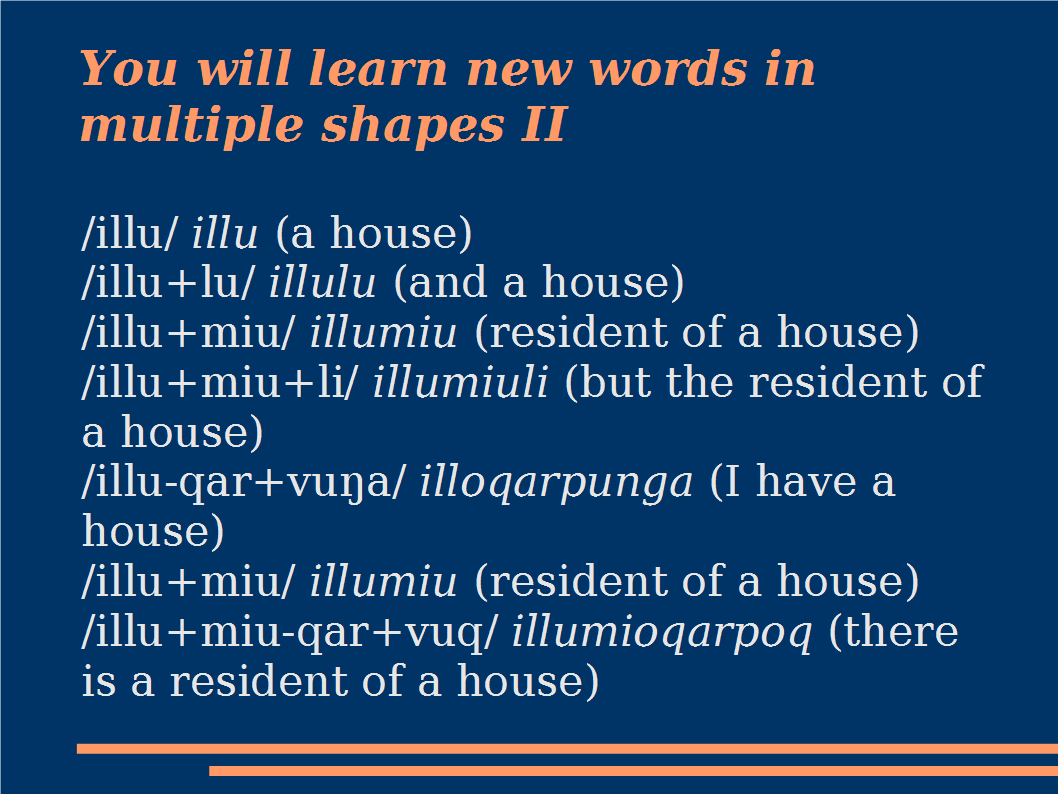 You will learn new words in
multiple shapes II
/illu/ illu (a house)
/illu+lu/ illulu (and a house)
/illu+miu/ illumiu (resident of a house)
/illu+miu+li/ illumiuli (but the resident of
a house)
/illu-qar+vuŋa/ illoqarpunga (I have a
house)
/illu+miu/ illumiu (resident of a house)
/illu+miu-qar+vuq/ illumioqarpoq (there
is a resident of a house)